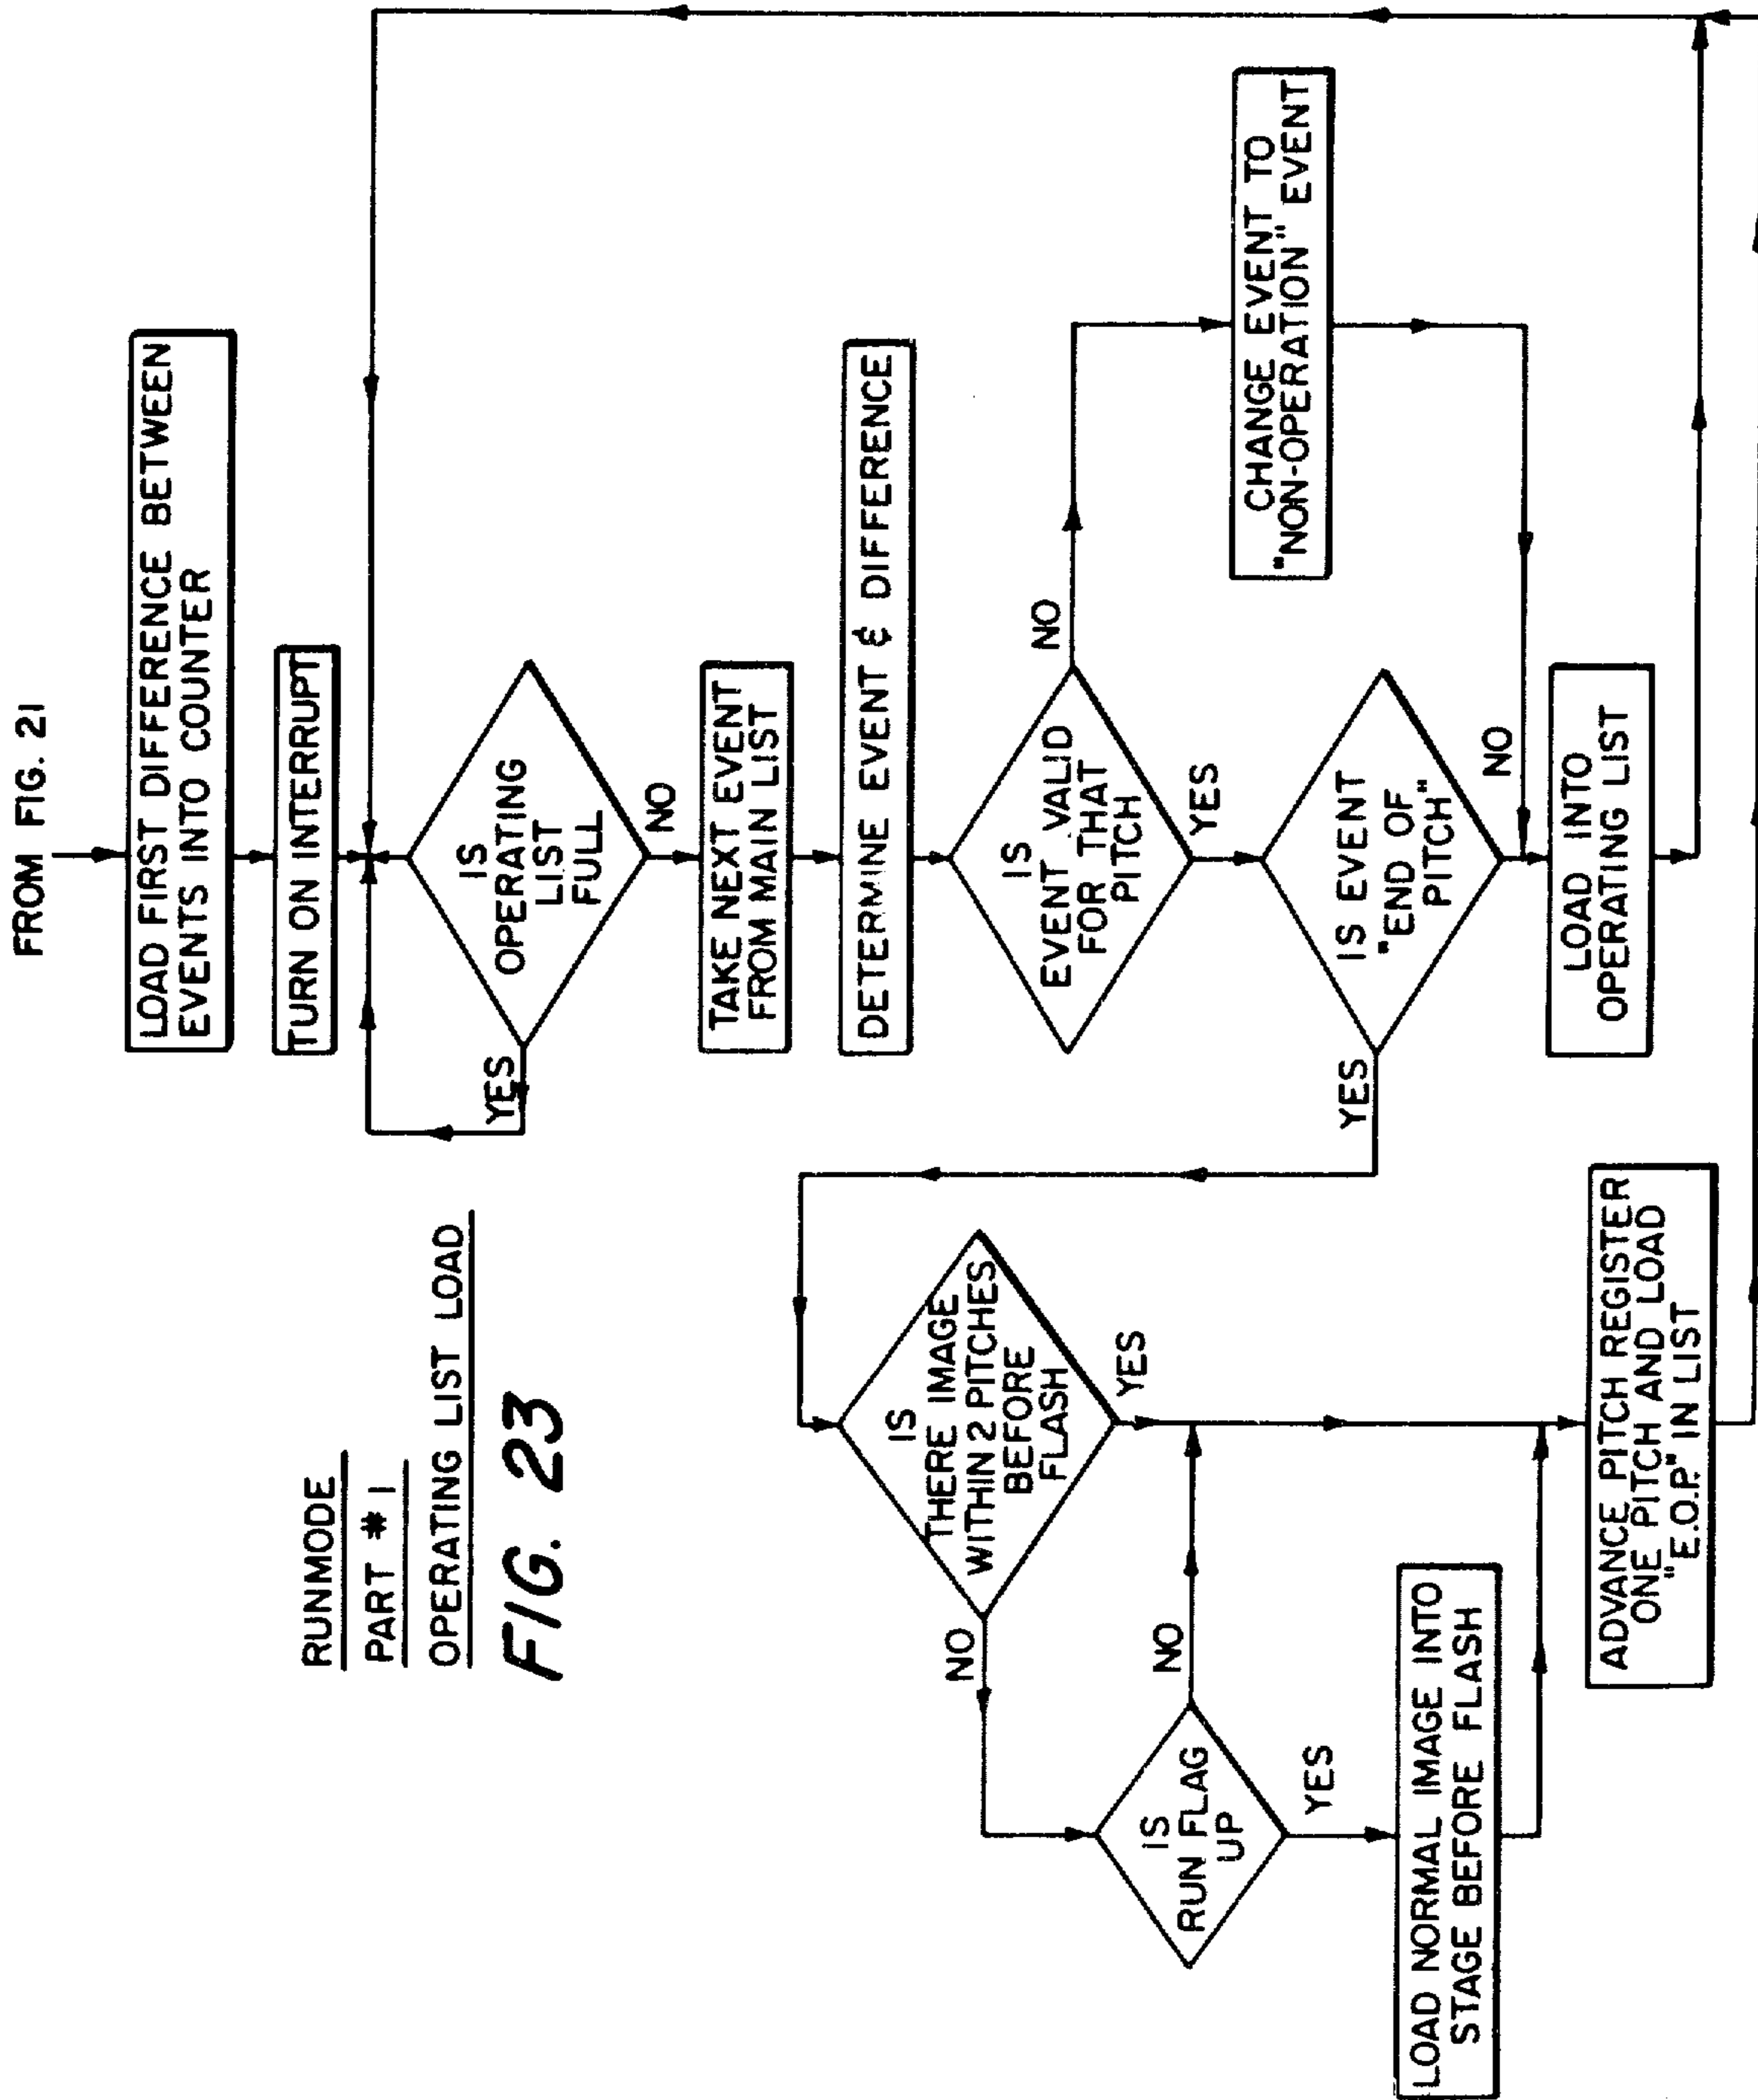 FROM FIG. 21
LOAD FIRST DIFFERENCE BETWEEN
EVENTS INTO COUNTER
TURN ON INTERRUPT
IS
OPERATING
LIST
FULL
YES
NO
TAKE NEXT EVENT
FROM MAIN LIST
DETERMINE EVENT & DIFFERENCE
IS
EVENT VALID
FOR THAT
PITCH
NO
YES
CHANGE EVENT TO
"NON-OPERATION" EVENT
IS EVENT
"END OF
PITCH"
YES
NO
LOAD INTO
OPERATING LIST
RUNMODE
PART # 1
OPERATING LIST LOAD
FIG. 23
IS
THERE IMAGE
WITHIN 2 PITCHES
BEFORE
FLASH
NO
YES
IS
RUN FLAG
UP
NO
YES
LOAD NORMAL IMAGE INTO
STAGE BEFORE FLASH
ADVANCE PITCH REGISTER
ONE PITCH AND LOAD
"E.O.P." IN LIST